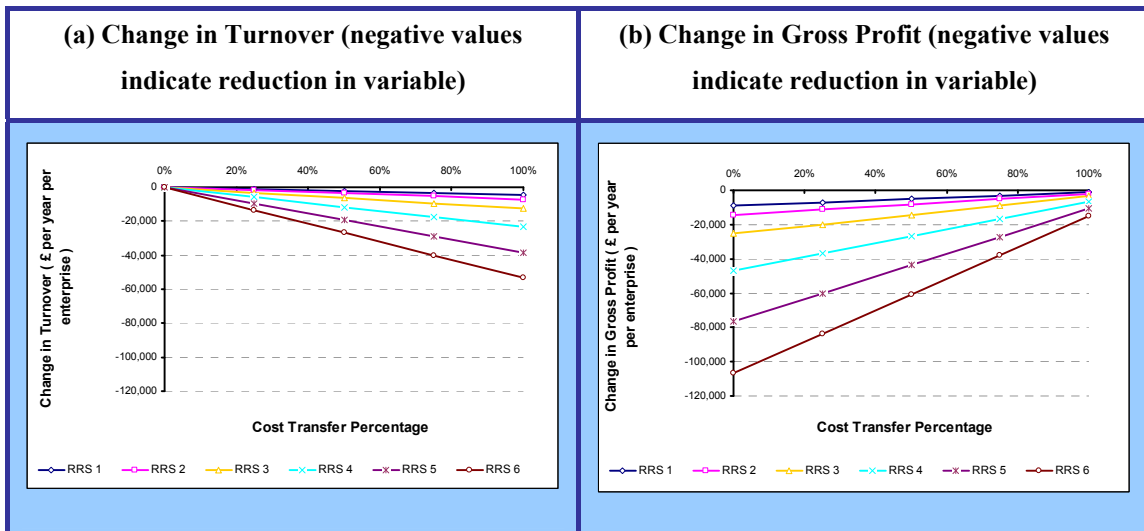 (a) Change in Turnover (negative values
indicate reduction in variable)
(b) Change in Gross Profit (negative values
indicate reduction in variable)
0% 20% 40% 60% 80% 100%
0
-20,000
-40,000
-60,000
-80,000
-100,000
-120,000
Change in Turnover ( £ per year per
enterprise )
Cost Transfer Percentage
RRS 1 RRS 2 RRS 3 RRS 4 RRS 5 RRS 6
0% 20% 40% 60% 80% 100%
0
-20,000
-40,000
-60,000
-80,000
-100,000
-120,000
Change in Gross Profit ( £ per year
per enterprise )
Cost Transfer Percentage
RRS 1 RRS 2 RRS 3 RRS 4 RRS 5 RRS 6